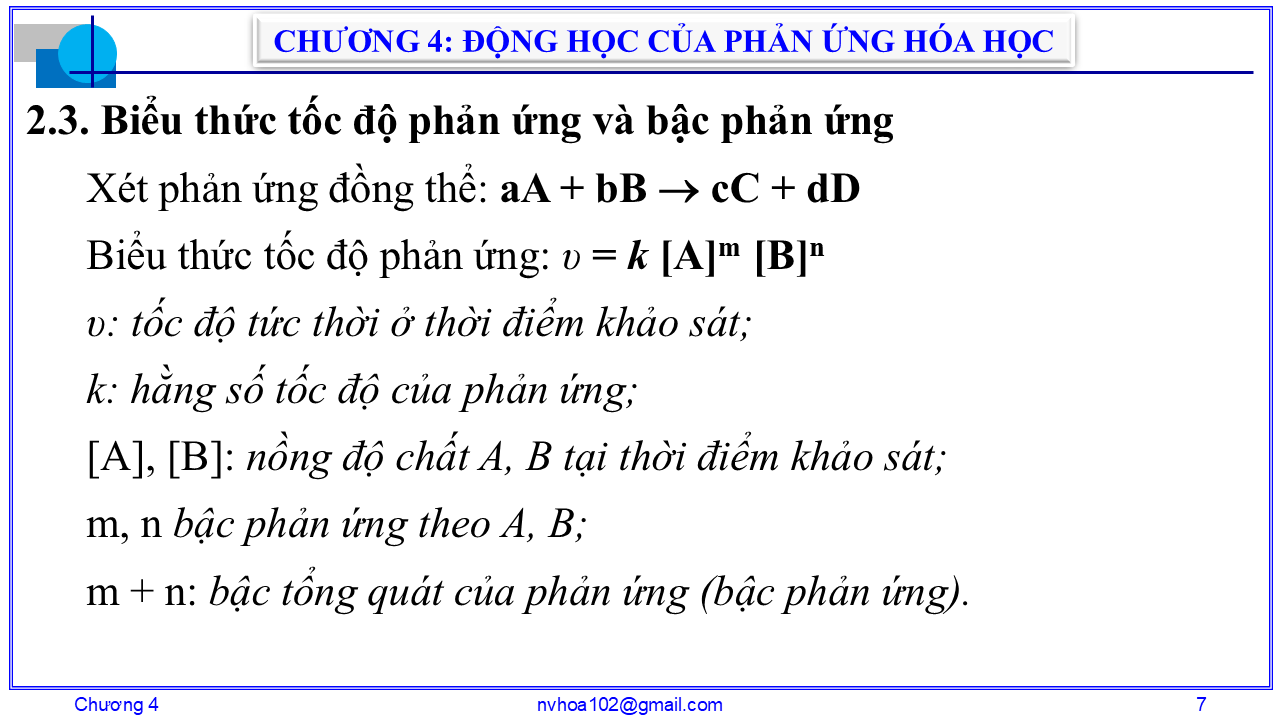 CHƯƠNG 4: ĐỘNG HỌC CỦA PHẢN ỨNG HÓA HỌC
2.3. Biểu thức tốc độ phản ứng và bậc phản ứng
Xét phản ứng đồng thể: aA + bB → cC + dD
Biểu thức tốc độ phản ứng: υ = k [A]ᵐ [B]ⁿ
υ: tốc độ tức thời ở thời điểm khảo sát;
k: hằng số tốc độ của phản ứng;
[A], [B]: nồng độ chất A, B tại thời điểm khảo sát;
m, n bậc phản ứng theo A, B;
m + n: bậc tổng quát của phản ứng (bậc phản ứng).
Chương 4 nvhoa102@gmail.com 7